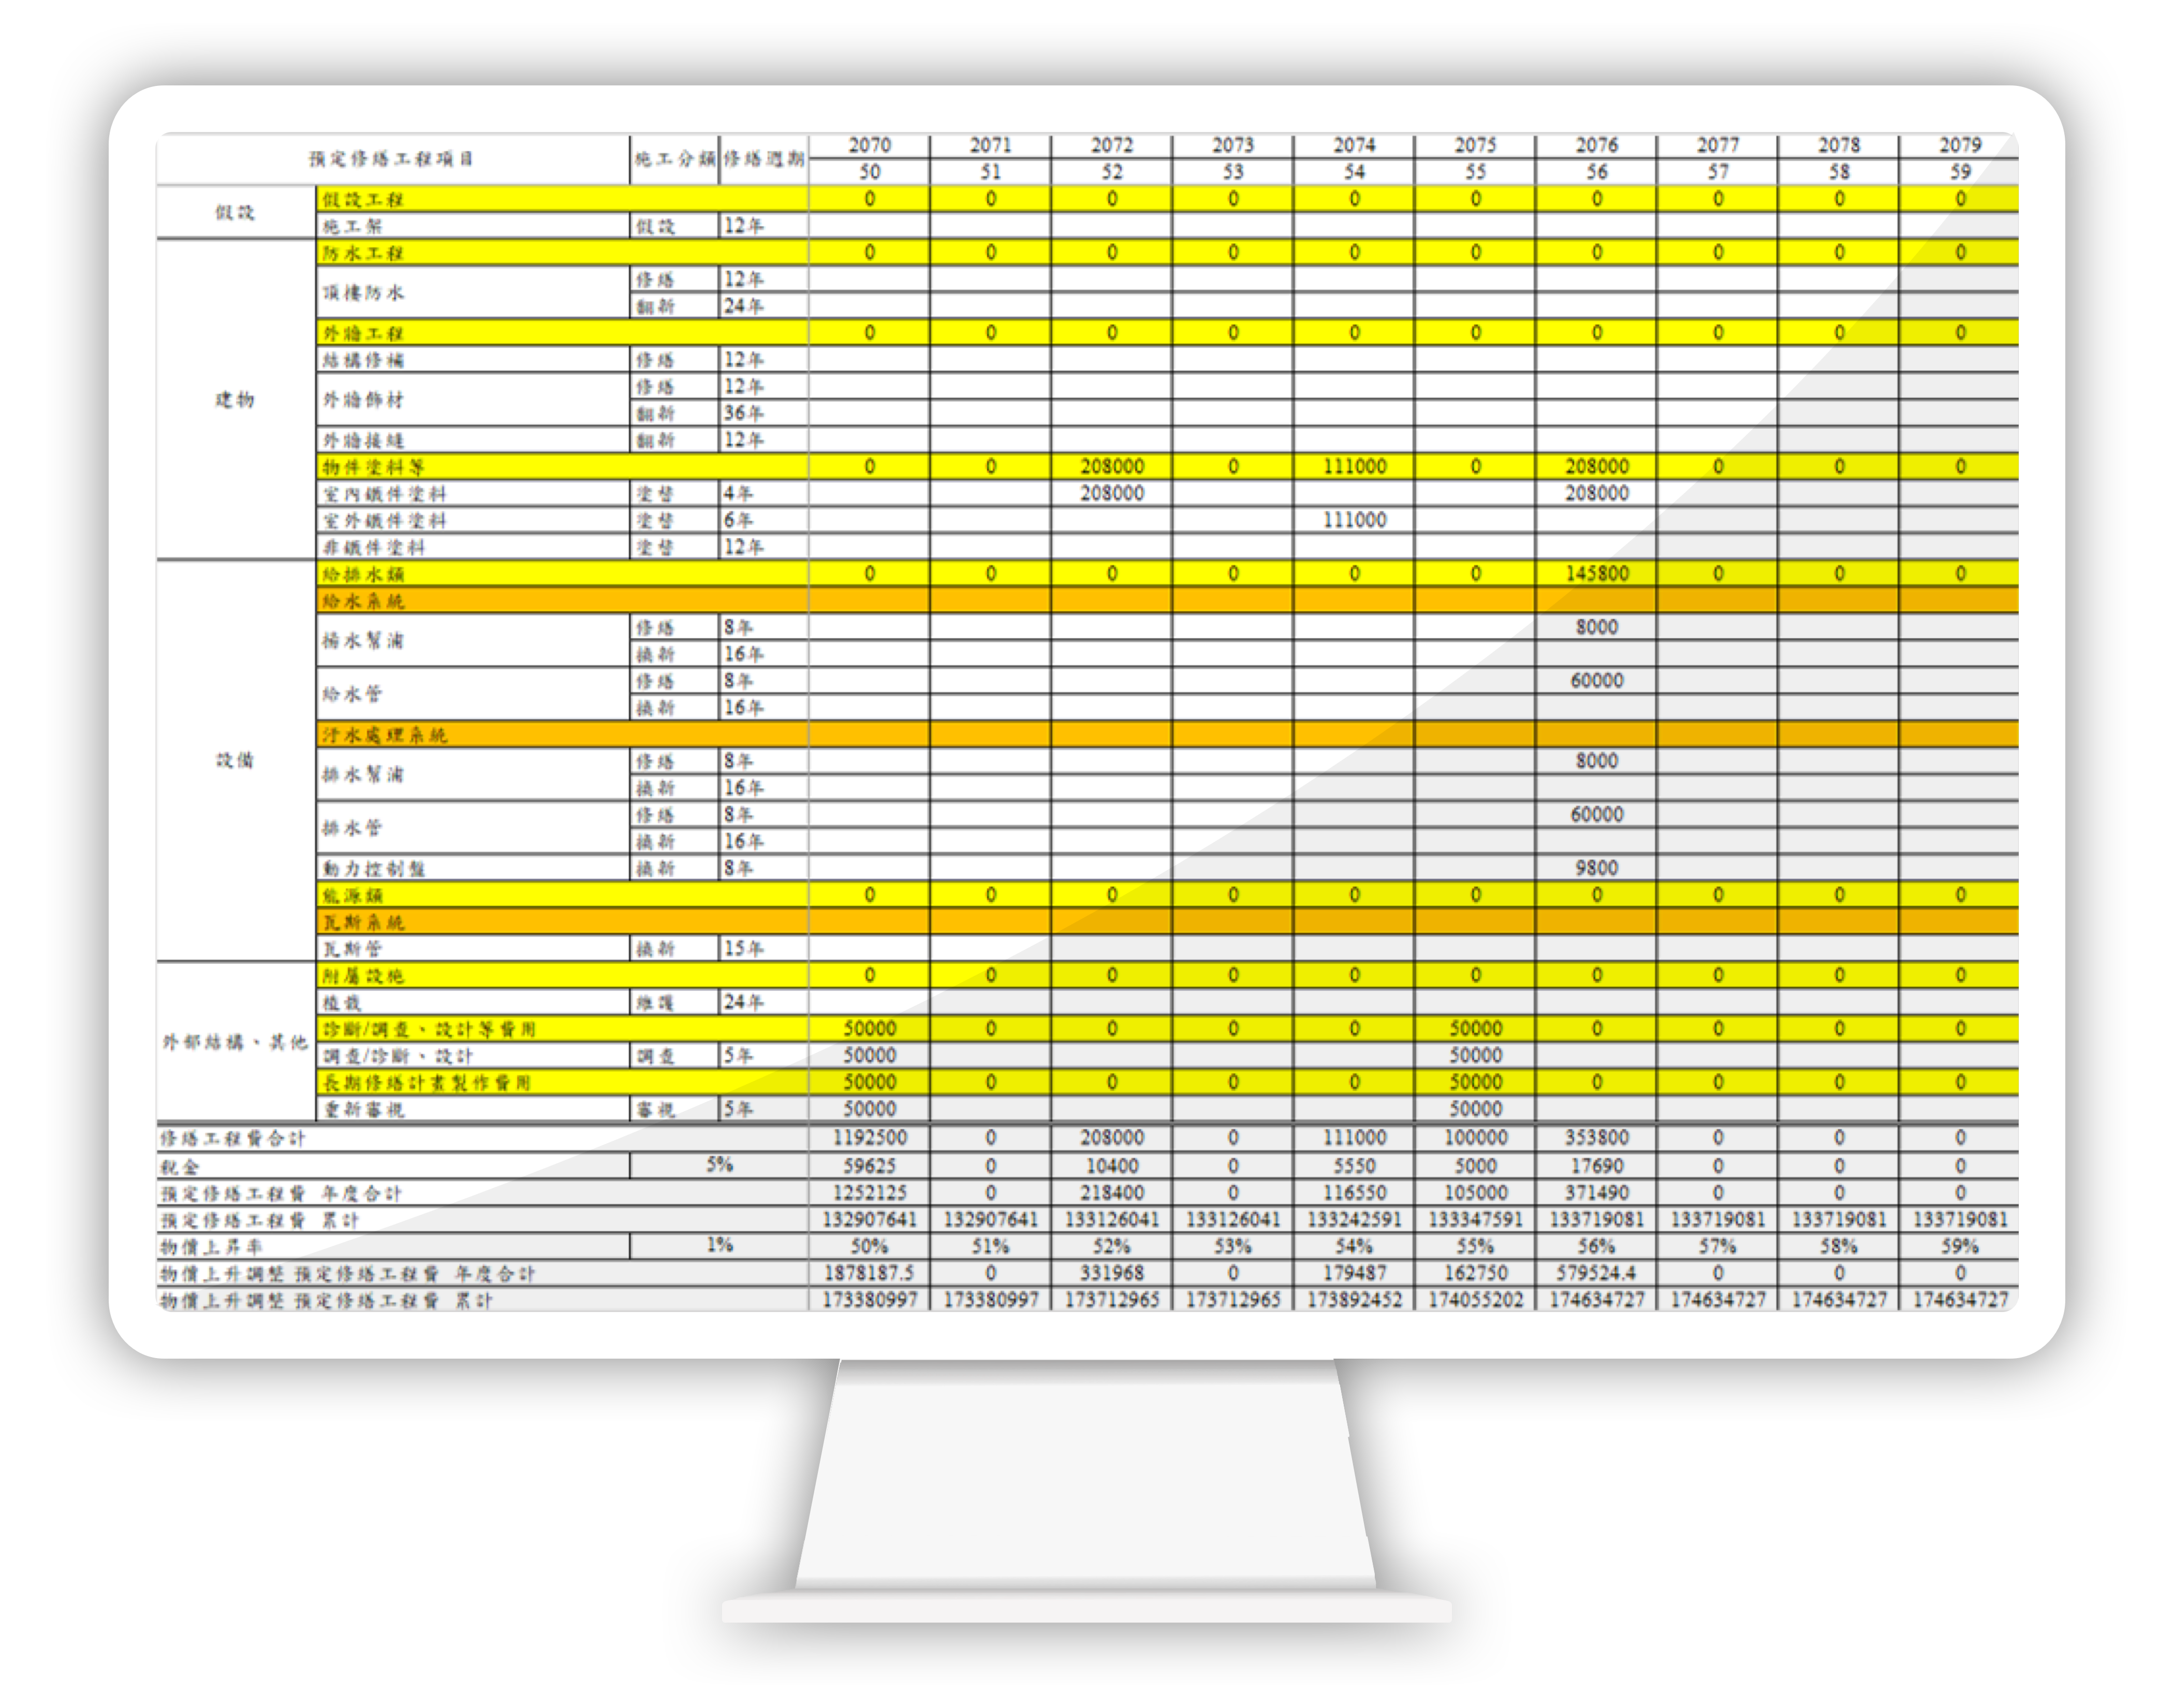 預定修繕工程項目 施工分類 修繕週期 2070 2071 2072 2073 2074 2075 2076 2077 2078 2079
50 51 52 53 54 55 56 57 58 59
假設 假設工程 0 0 0 0 0 0 0 0 0 0
施工架 假設 12年
建物 防水工程 0 0 0 0 0 0 0 0 0 0
頂樓防水 修繕 12年
翻新 24年
外牆工程 0 0 0 0 0 0 0 0 0 0
結構修補 修繕 12年
外牆飾材 修繕 12年
翻新 36年
外牆接縫 翻新 12年
物件塗料等 0 0 208000 0 111000 0 208000 0 0 0
室內鐵件塗料 塗替 4年 208000 208000
室外鐵件塗料 塗替 6年 111000
非鐵件塗料 塗替 12年
設備 給排水類 0 0 0 0 0 0 145800 0 0 0
給水系統
揚水幫浦 修繕 8年 8000
換新 16年
給水管 修繕 8年 60000
換新 16年
汙水處理系統
排水幫浦 修繕 8年 8000
換新 16年
排水管 修繕 8年 60000
換新 16年
動力控制盤 換新 8年 9800
能源類 0 0 0 0 0 0 0 0 0 0
瓦斯系統
瓦斯管 換新 15年
外部結構、其他 附屬設施 0 0 0 0 0 0 0 0 0 0
植栽 維護 24年
診斷/調查、設計等費用 50000 0 0 0 0 50000 0 0 0 0
調查/診斷、設計 調查 5年 50000 50000
長期修繕計畫製作費用 50000 0 0 0 0 50000 0 0 0 0
重新審視 審視 5年 50000 50000
修繕工程費合計 1192500 0 208000 0 111000 100000 353800 0 0 0
稅金 5% 59625 0 10400 0 5550 5000 17690 0 0 0
預定修繕工程費 年度合計 1252125 0 218400 0 116550 105000 371490 0 0 0
預定修繕工程費 累計 132907641 132907641 133126041 133126041 133242591 133347591 133719081 133719081 133719081 133719081
物價上昇率 1% 50% 51% 52% 53% 54% 55% 56% 57% 58% 59%
物價上升調整 預定修繕工程費 年度合計 1878187.5 0 331968 0 179487 162750 579524.4 0 0 0
物價上升調整 預定修繕工程費 累計 173380997 173380997 173712965 173712965 173892452 174055202 174634727 174634727 174634727 174634727